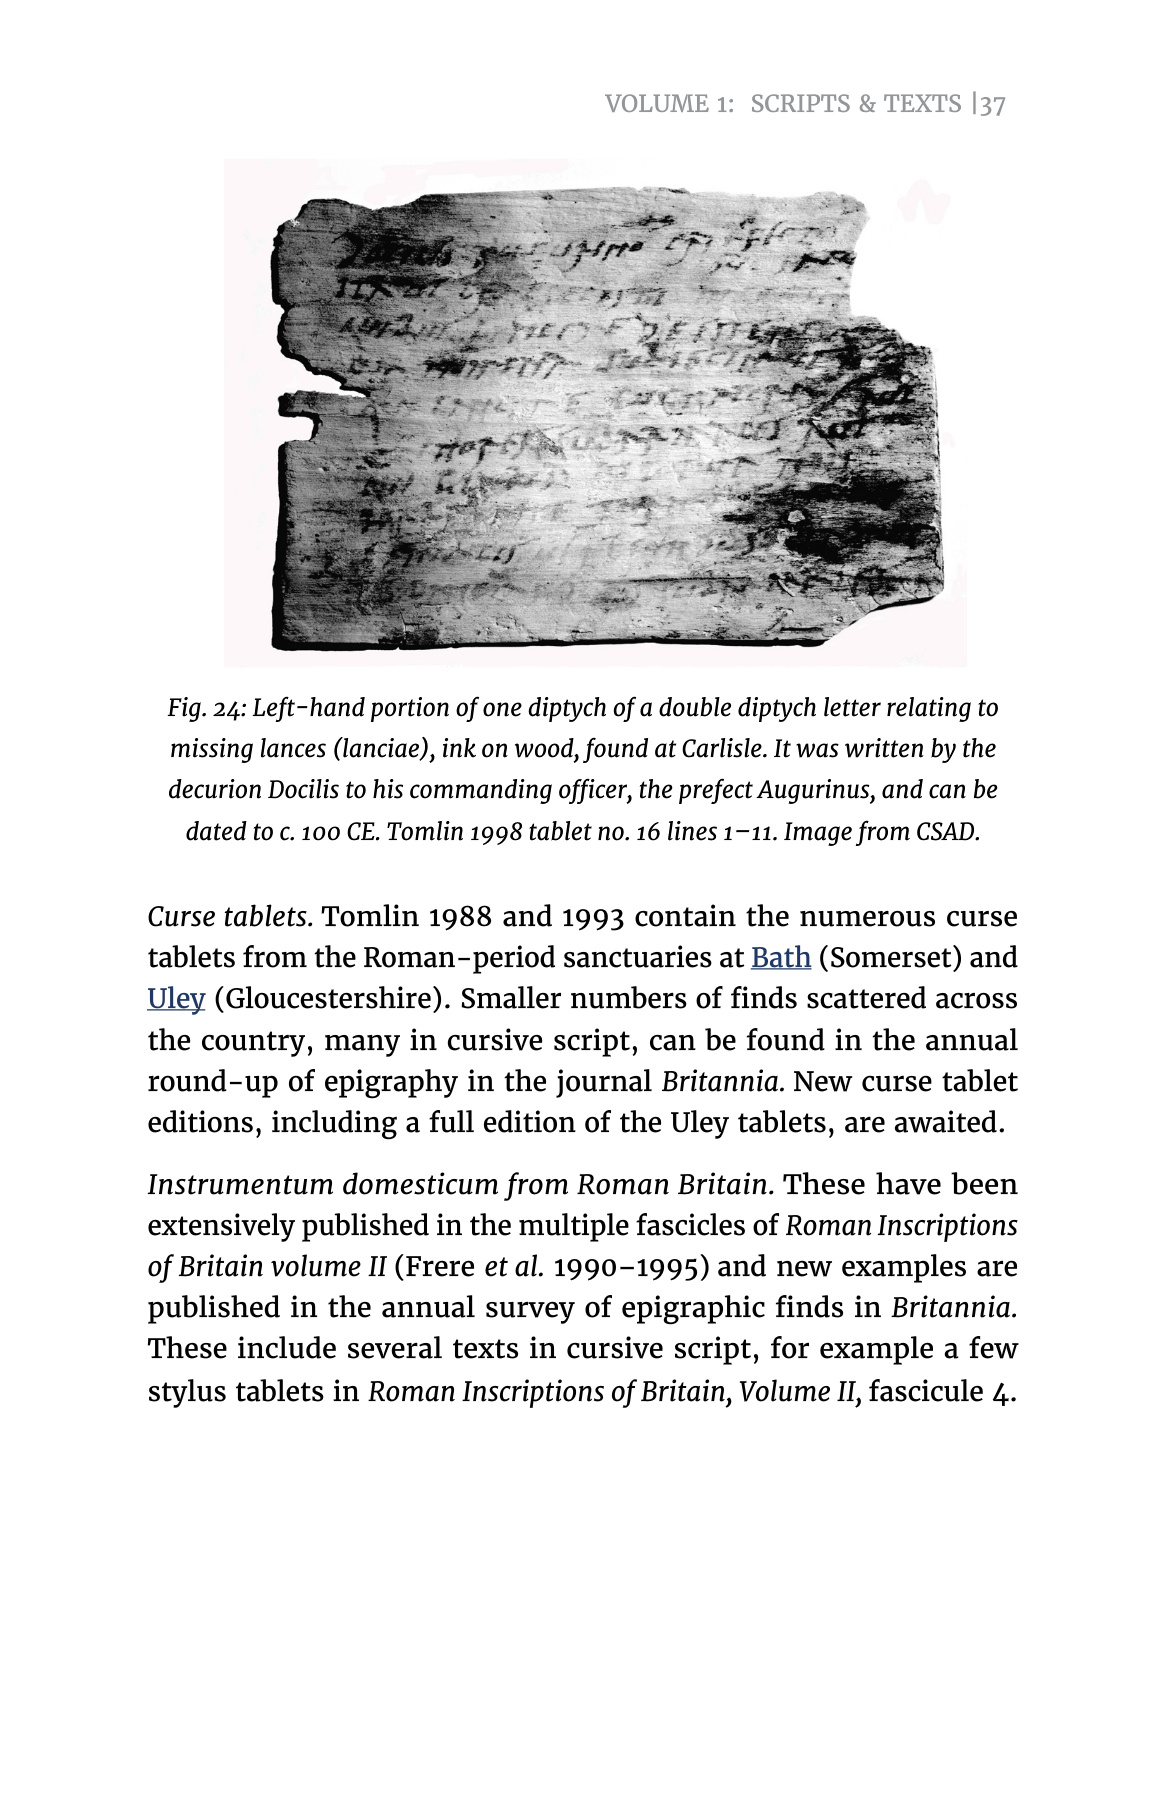 VOLUME 1: SCRIPTS & TEXTS |37
Fig. 24: Left-hand portion of one diptych of a double diptych letter relating to
missing lances (lanciae), ink on wood, found at Carlisle. It was written by the
decurion Docilis to his commanding officer, the prefect Augurinus, and can be
dated to c. 100 CE. Tomlin 1998 tablet no. 16 lines 1–11. Image from CSAD.
Curse tablets. Tomlin 1988 and 1993 contain the numerous curse
tablets from the Roman-period sanctuaries at Bath (Somerset) and
Uley (Gloucestershire). Smaller numbers of finds scattered across
the country, many in cursive script, can be found in the annual
round-up of epigraphy in the journal Britannia. New curse tablet
editions, including a full edition of the Uley tablets, are awaited.
Instrumentum domesticum from Roman Britain. These have been
extensively published in the multiple fascicles of Roman Inscriptions
of Britain volume II (Frere et al. 1990–1995) and new examples are
published in the annual survey of epigraphic finds in Britannia.
These include several texts in cursive script, for example a few
stylus tablets in Roman Inscriptions of Britain, Volume II, fascicule 4.